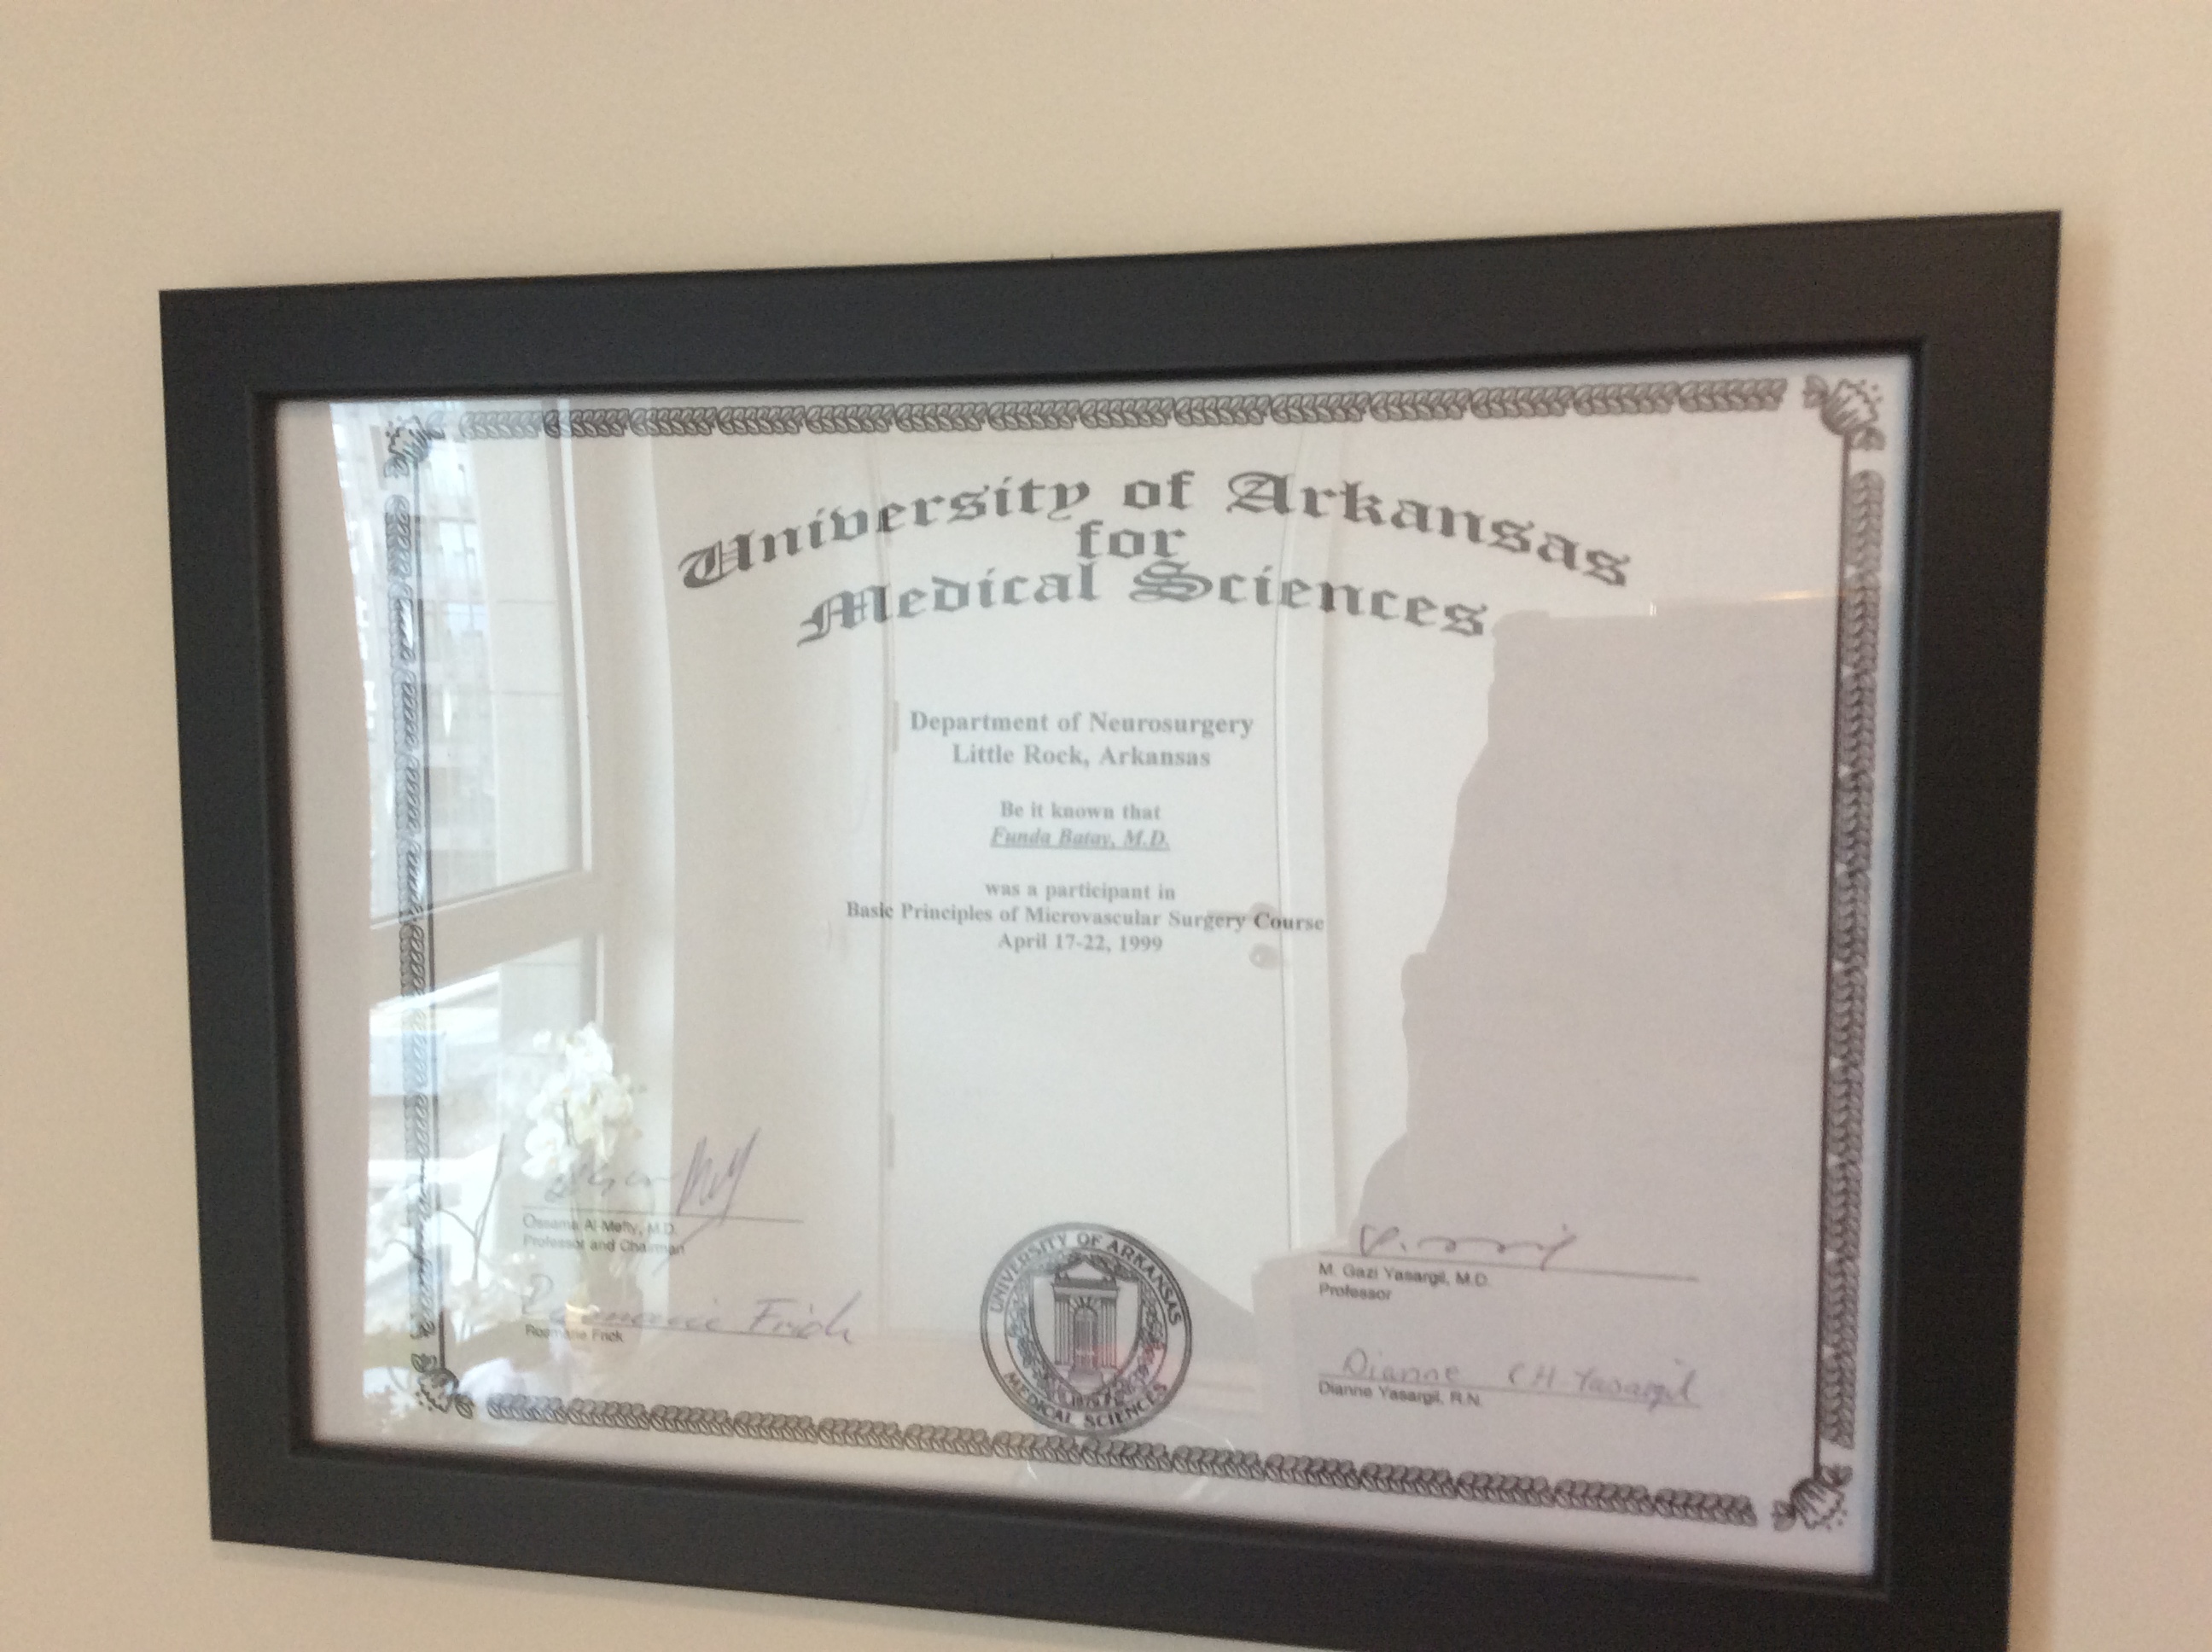 University of Arkansas
for
Medical Sciences
Department of Neurosurgery
Little Rock, Arkansas
Be it known that
Funda Batay, M.D.
was a participant in
Basic Principles of Microvascular Surgery Course
April 17-22, 1999
Ossama Al-Mefty, M.D.
Professor and Chairman
Rosmarie Frick
Frick
UNIVERSITY OF ARKANSAS
MEDICAL SCIENCES
M. Gazi Yasargil, M.D.
Professor
Dianne CH Yasargil
Dianne Yasargil, R.N.